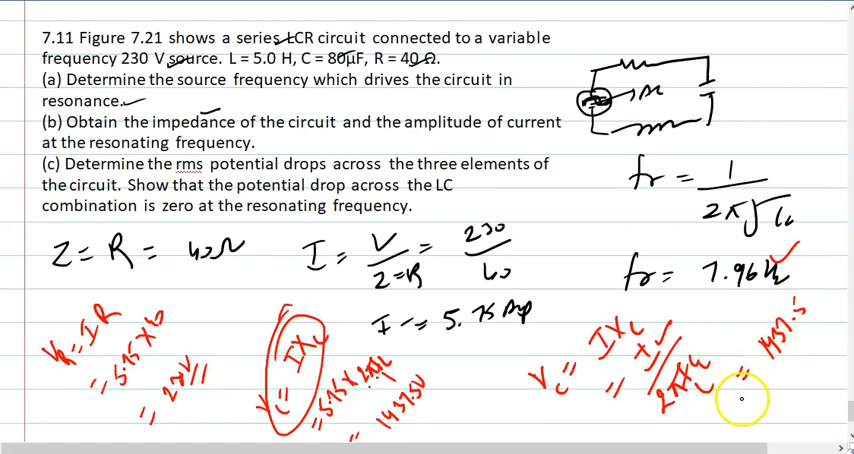 7.11 Figure 7.21 shows a series LCR circuit connected to a variable
frequency 230 V source. L = 5.0 H, C = 80µF, R = 40 Ω.
(a) Determine the source frequency which drives the circuit in
resonance.
(b) Obtain the impedance of the circuit and the amplitude of current
at the resonating frequency.
(c) Determine the rms potential drops across the three elements of
the circuit. Show that the potential drop across the LC
combination is zero at the resonating frequency.
fr = 1 / 2π√LC
Z = R = 40Ω
I = V / Z=R = 230 / 40
fr = 7.96 Hz
I = 5.75 Amp
VR = IR
= 5.75 × 40
= 230 V
= 5.75 × 2πfL
= 1437.5V
= 1437.5